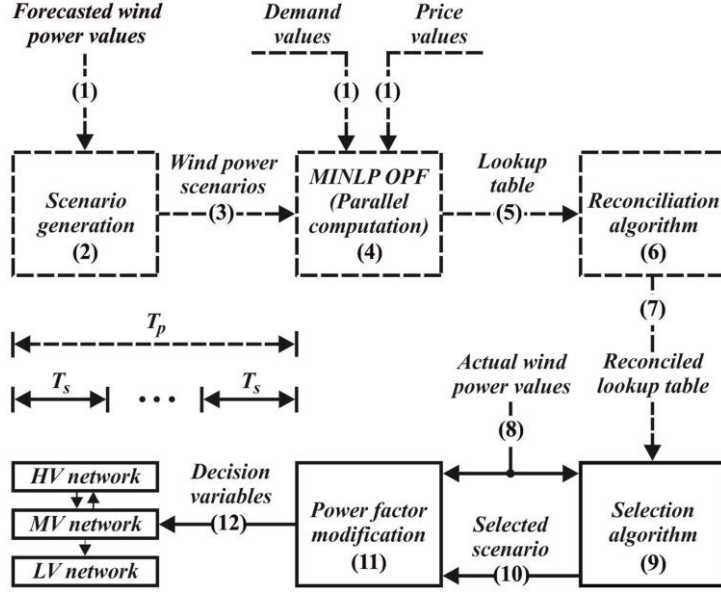 Forecasted wind
power values
(1)
Demand
values
(1)
Price
values
(1)
Scenario
generation
(2)
Wind power
scenarios
(3)
MINLP OPF
(Parallel
computation)
(4)
Lookup
table
(5)
Reconciliation
algorithm
(6)
(7)
Reconciled
lookup table
Tp
Ts
• • •
Ts
Actual wind
power values
(8)
HV network
MV network
LV network
Decision
variables
(12)
Power factor
modification
(11)
Selected
scenario
(10)
Selection
algorithm
(9)